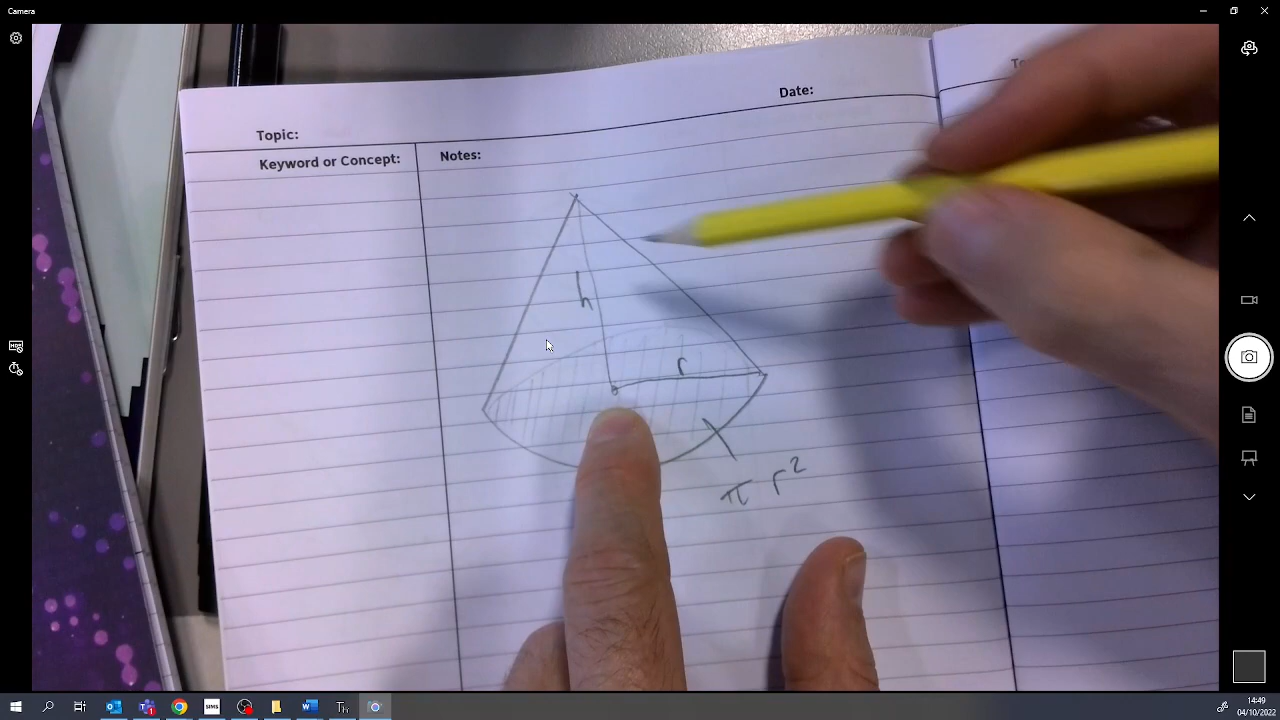 Camera
Date:
Topic:
Keyword or Concept:
Notes:
h
r
π r²
14:49
04/10/2022